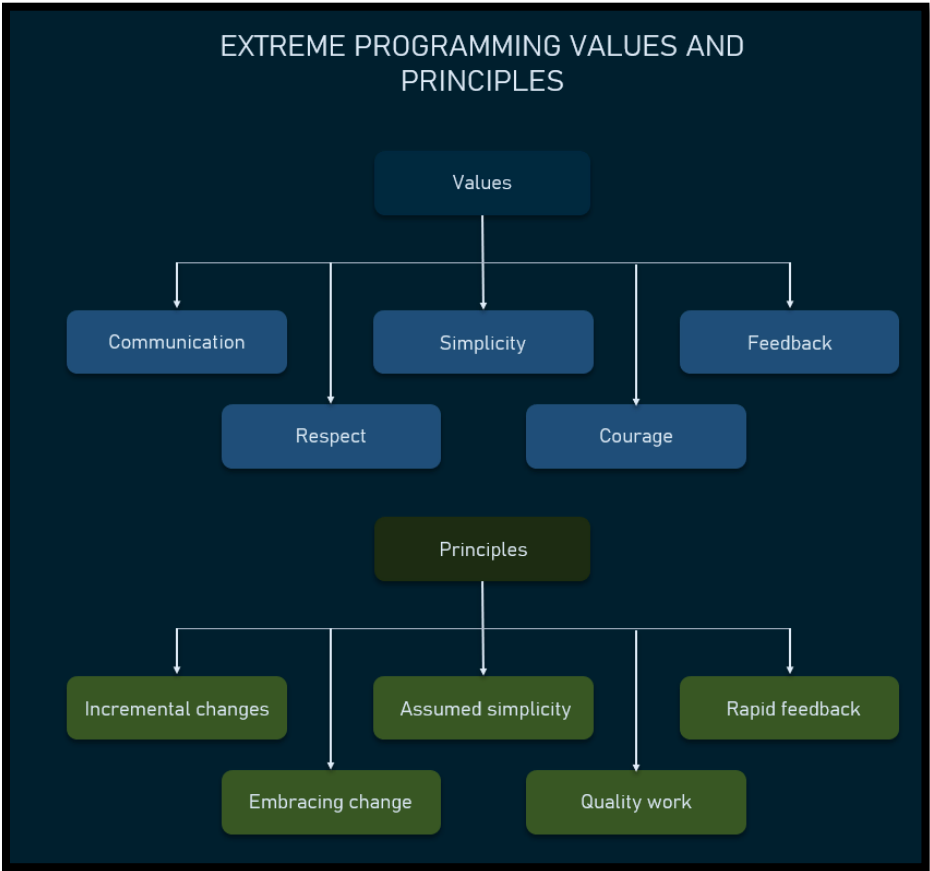 EXTREME PROGRAMMING VALUES AND
PRINCIPLES
Values
Communication
Simplicity
Feedback
Respect
Courage
Principles
Incremental changes
Assumed simplicity
Rapid feedback
Embracing change
Quality work